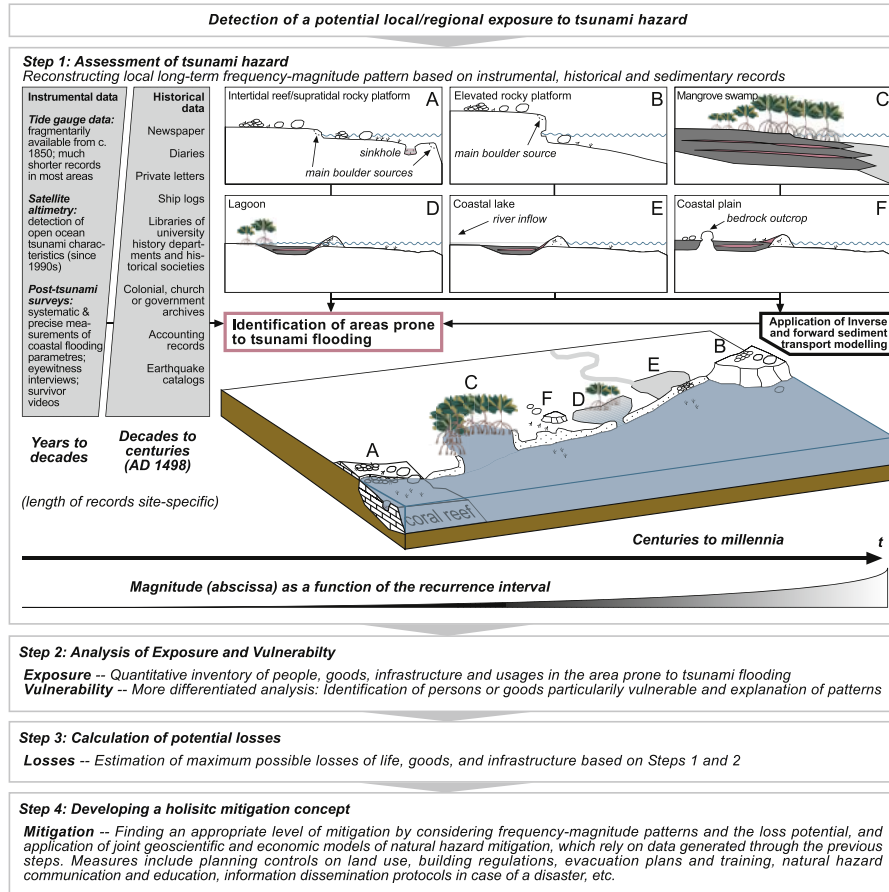 Detection of a potential local/regional exposure to tsunami hazard
Step 1: Assessment of tsunami hazard
Reconstructing local long-term frequency-magnitude pattern based on instrumental, historical and sedimentary records
Instrumental data
Tide gauge data:
fragmentarily
available from c.
1850; much
shorter records
in most areas
Satellite
altimetry:
detection of
open ocean
tsunami charac-
teristics (since
1990s)
Post-tsunami
surveys:
systematic &
precise mea-
surements of
coastal flooding
parametres;
eyewitness
interviews;
survivor
videos
Years to
decades
Historical
data
Newspaper
Diaries
Private letters
Ship logs
Libraries of
university
history depart-
ments and his-
torical societies
Colonial, church
or government
archives
Accounting
records
Earthquake
catalogs
Decades to
centuries
(AD 1498)
(length of records site-specific)
Intertidal reef/supratidal rocky platform
A
sinkhole
main boulder sources
Elevated rocky platform
B
main boulder source
Mangrove swamp
C
Lagoon
D
Coastal lake
river inflow
E
Coastal plain
bedrock outcrop
F
Identification of areas prone
to tsunami flooding
Application of Inverse
and forward sediment
transport modelling
A
C
F
D
E
B
coral reef
Centuries to millennia
t
Magnitude (abscissa) as a function of the recurrence interval
Step 2: Analysis of Exposure and Vulnerabilty
Exposure -- Quantitative inventory of people, goods, infrastructure and usages in the area prone to tsunami flooding
Vulnerability -- More differentiated analysis: Identification of persons or goods particularly vulnerable and explanation of patterns
Step 3: Calculation of potential losses
Losses -- Estimation of maximum possible losses of life, goods, and infrastructure based on Steps 1 and 2
Step 4: Developing a holisitc mitigation concept
Mitigation -- Finding an appropriate level of mitigation by considering frequency-magnitude patterns and the loss potential, and
application of joint geoscientific and economic models of natural hazard mitigation, which rely on data generated through the previous
steps. Measures include planning controls on land use, building regulations, evacuation plans and training, natural hazard
communication and education, information dissemination protocols in case of a disaster, etc.